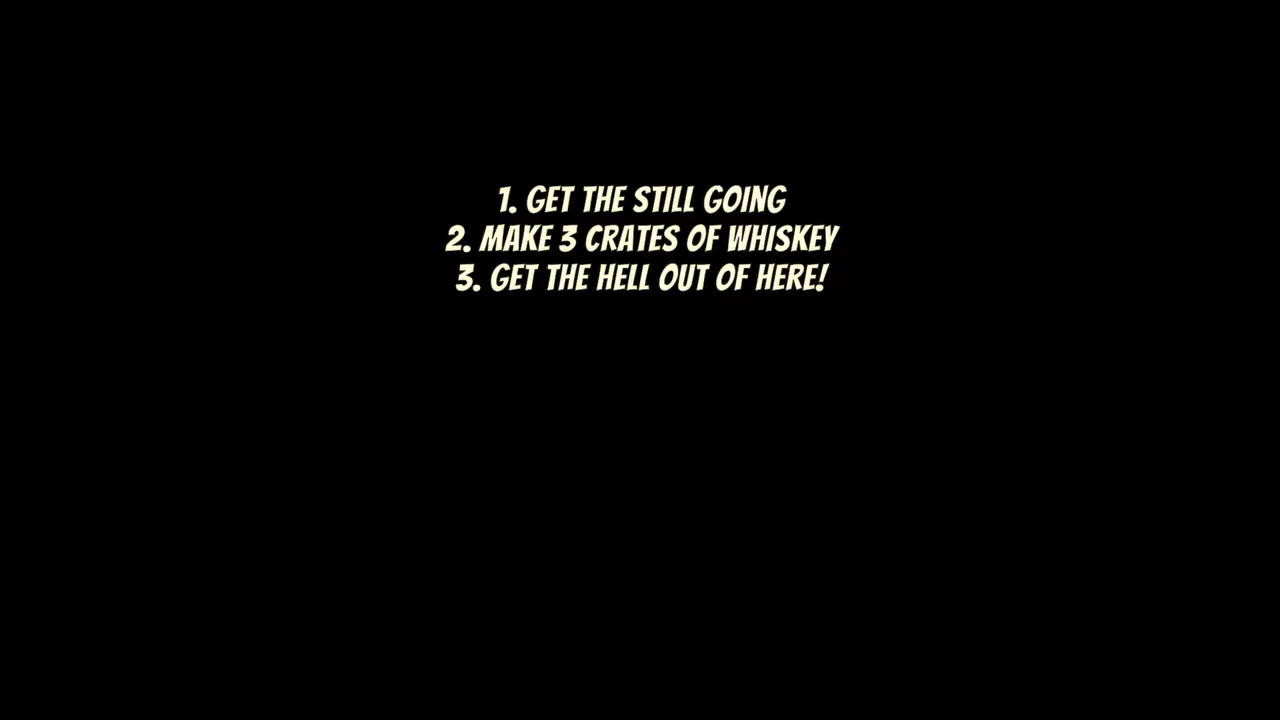 1. GET THE STILL GOING
2. MAKE 3 CRATES OF WHISKEY
3. GET THE HELL OUT OF HERE!